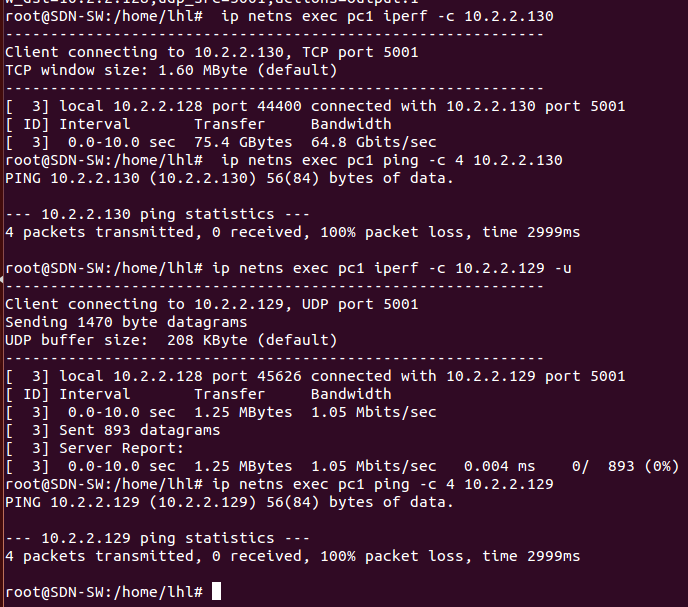 w_dst=10.2.2.128,udp_src=5001,actions=output:1
root@SDN-SW:/home/lhl#  ip netns exec pc1 iperf -c 10.2.2.130
------------------------------------------------------------
Client connecting to 10.2.2.130, TCP port 5001
TCP window size: 1.60 MByte (default)
------------------------------------------------------------
[  3] local 10.2.2.128 port 44400 connected with 10.2.2.130 port 5001
[ ID] Interval       Transfer     Bandwidth
[  3]  0.0-10.0 sec  75.4 GBytes  64.8 Gbits/sec
root@SDN-SW:/home/lhl#  ip netns exec pc1 ping -c 4 10.2.2.130
PING 10.2.2.130 (10.2.2.130) 56(84) bytes of data.

--- 10.2.2.130 ping statistics ---
4 packets transmitted, 0 received, 100% packet loss, time 2999ms

root@SDN-SW:/home/lhl# ip netns exec pc1 iperf -c 10.2.2.129 -u
------------------------------------------------------------
Client connecting to 10.2.2.129, UDP port 5001
Sending 1470 byte datagrams
UDP buffer size:  208 KByte (default)
------------------------------------------------------------
[  3] local 10.2.2.128 port 45626 connected with 10.2.2.129 port 5001
[ ID] Interval       Transfer     Bandwidth
[  3]  0.0-10.0 sec  1.25 MBytes  1.05 Mbits/sec
[  3] Sent 893 datagrams
[  3] Server Report:
[  3]  0.0-10.0 sec  1.25 MBytes  1.05 Mbits/sec   0.004 ms    0/  893 (0%)
root@SDN-SW:/home/lhl# ip netns exec pc1 ping -c 4 10.2.2.129
PING 10.2.2.129 (10.2.2.129) 56(84) bytes of data.

--- 10.2.2.129 ping statistics ---
4 packets transmitted, 0 received, 100% packet loss, time 2999ms

root@SDN-SW:/home/lhl#